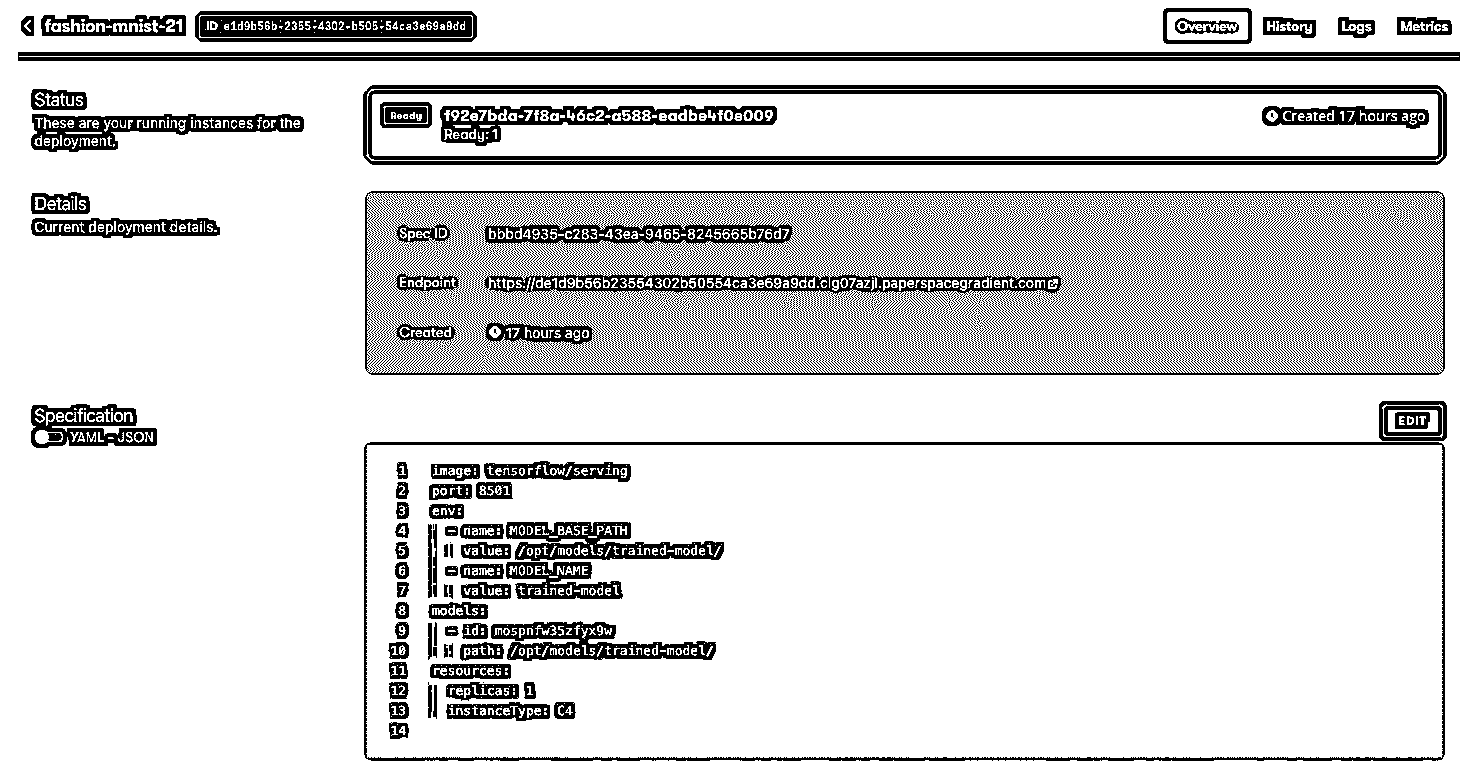 fashion-mnist-21 ID e1d9b56b-2355-4302-b505-54ca3e69a9dd Overview History Logs Metrics
Status
These are your running instances for the
deployment.
Ready f92e7bda-7f8a-46c2-a588-eadbe4f0e009 Created 17 hours ago
Ready: 1
Details
Current deployment details.
Spec ID bbbd4935-c283-43ea-9465-8245665b76d7
Endpoint https://de1d9b56b23554302b50554ca3e69a9dd.clg07azjl.paperspacegradient.com
Created 17 hours ago
Specification
YAML - JSON
EDIT
1 image: tensorflow/serving
2 port: 8501
3 env:
4 - name: MODEL_BASE_PATH
5 value: /opt/models/trained-model/
6 - name: MODEL_NAME
7 value: trained-model
8 models:
9 - id: mospnfw35zfyx9w
10 path: /opt/models/trained-model/
11 resources:
12 replicas: 1
13 instanceType: C4
14